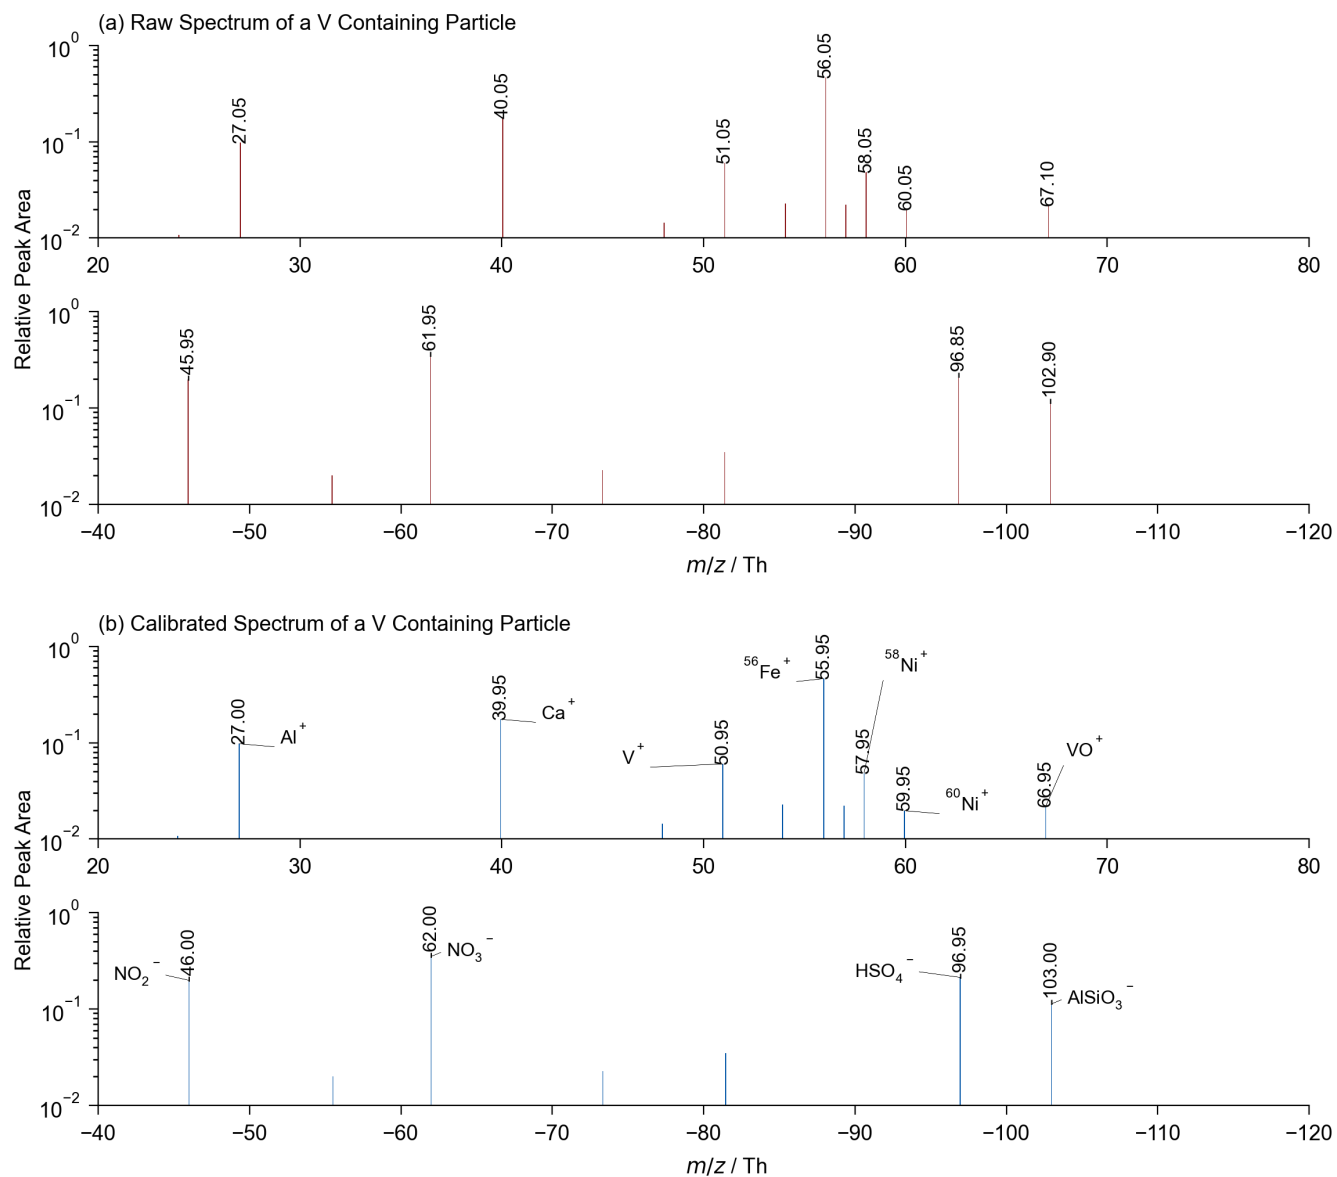 (a) Raw Spectrum of a V Containing Particle
Relative Peak Area
10⁰
10⁻¹
10⁻²
27.05
40.05
51.05
56.05
58.05
60.05
67.10
20 30 40 50 60 70 80
10⁰
10⁻¹
10⁻²
45.95
61.95
96.85
102.90
−40 −50 −60 −70 −80 −90 −100 −110 −120
m/z / Th
(b) Calibrated Spectrum of a V Containing Particle
Relative Peak Area
10⁰
10⁻¹
10⁻²
27.00
Al⁺
39.95
Ca⁺
V⁺
50.95
⁵⁶Fe⁺
55.95
⁵⁸Ni⁺
57.95
59.95
⁶⁰Ni⁺
66.95
VO⁺
20 30 40 50 60 70 80
10⁰
10⁻¹
10⁻²
NO₂⁻
46.00
62.00
NO₃⁻
HSO₄⁻
96.95
103.00
AlSiO₃⁻
−40 −50 −60 −70 −80 −90 −100 −110 −120
m/z / Th